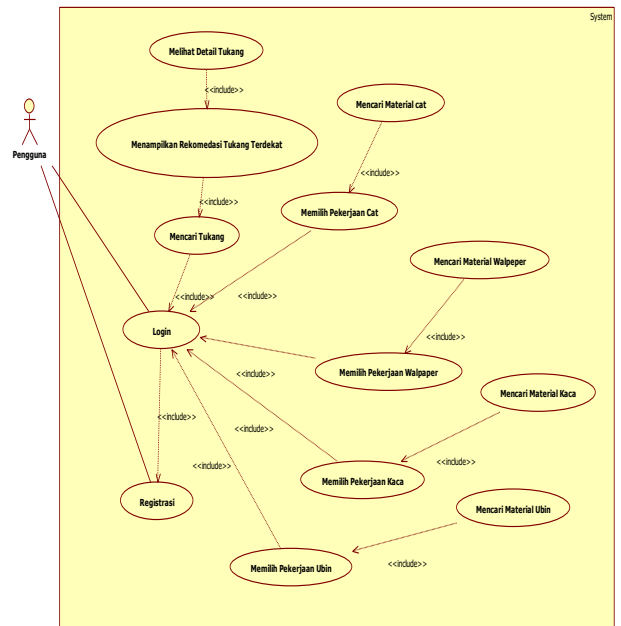 System
Melihat Detail Tukang
<<include>>
Mencari Material cat
Menampilkan Rekomedasi Tukang Terdekat
Pengguna
<<include>>
<<include>>
Memilih Pekerjaan Cat
Mencari Tukang
Mencari Material Walpeper
<<include>>
<<include>>
Login
<<include>>
Memilih Pekerjaan Walpaper
<<include>>
Mencari Material Kaca
<<include>>
<<include>>
<<include>>
<<include>>
Memilih Pekerjaan Kaca
Registrasi
Mencari Material Ubin
<<include>>
Memilih Pekerjaan Ubin